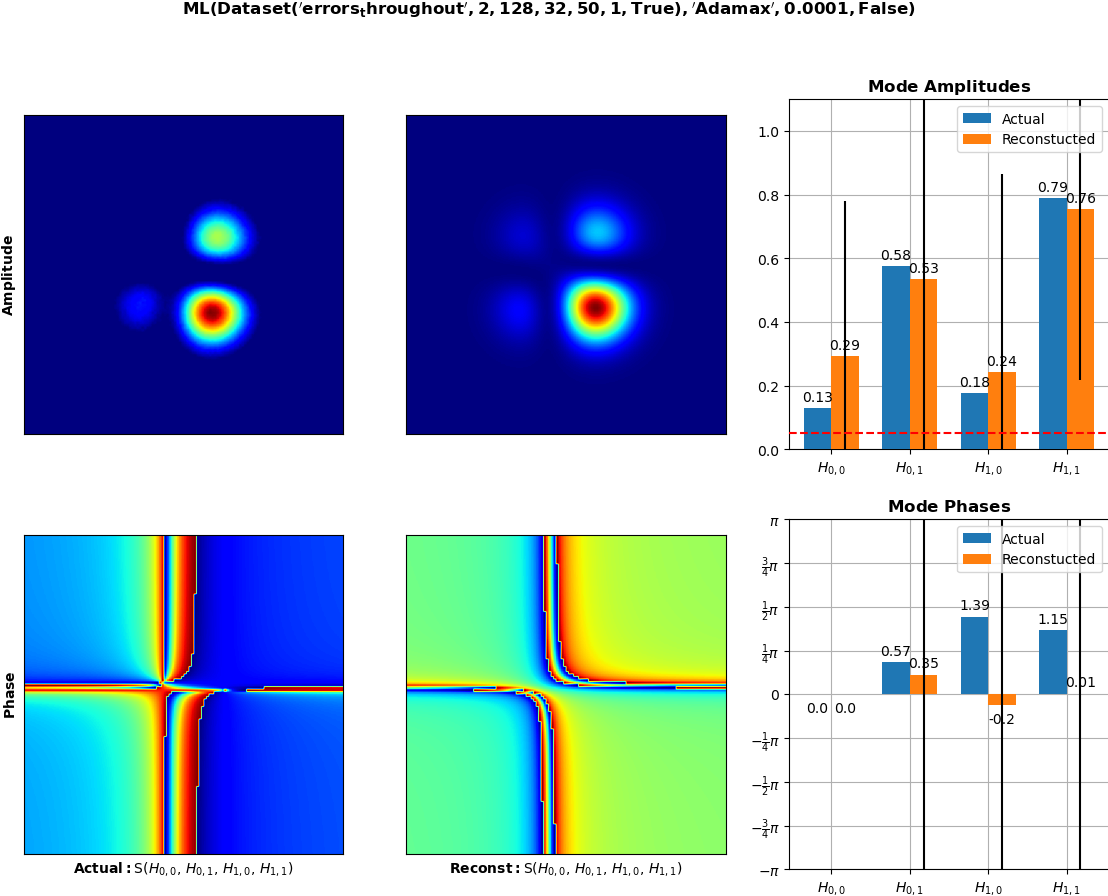 ML(Dataset('errors_throughout', 2, 128, 32, 50, 1, True), 'Adamax', 0.0001, False)
Mode Amplitudes
Amplitude
Actual
Reconstucted
1.0
0.8
0.6
0.4
0.2
0.0
0.13
0.29
0.58
0.53
0.18
0.24
0.79
0.76
H0,0
H0,1
H1,0
H1,1
Mode Phases
Phase
Actual
Reconstucted
π
3/4π
1/2π
1/4π
0
−1/4π
−1/2π
−3/4π
−π
0.0
0.0
0.57
0.35
1.39
-0.2
1.15
0.01
H0,0
H0,1
H1,0
H1,1
Actual: S(H0,0, H0,1, H1,0, H1,1)
Reconst: S(H0,0, H0,1, H1,0, H1,1)